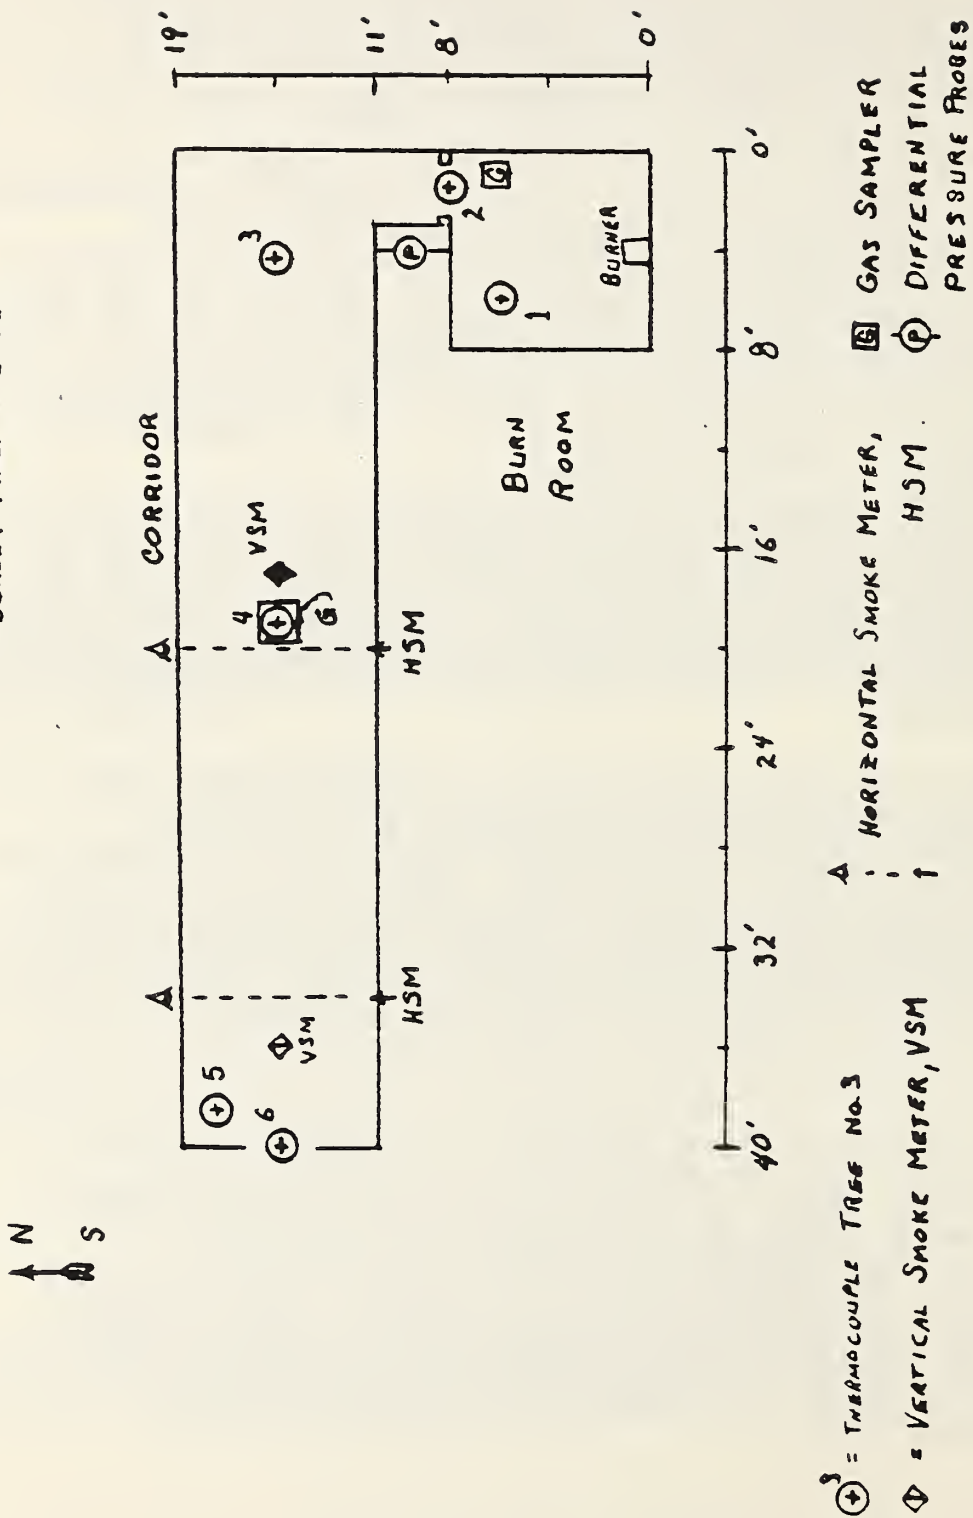 N
S
CORRIDOR
19'
3
4
VSM
G
5
6
VSM
11'
HSM
HSM
P
8'
2
G
1
BURN
ROOM
BURNER
0'
40'
32'
24'
16'
8'
0'
+³ = THERMOCOUPLE TREE NO. 3
HORIZONTAL SMOKE METER,
HSM
G GAS SAMPLER
= VERTICAL SMOKE METER, VSM
P DIFFERENTIAL
PRESSURE PROBES